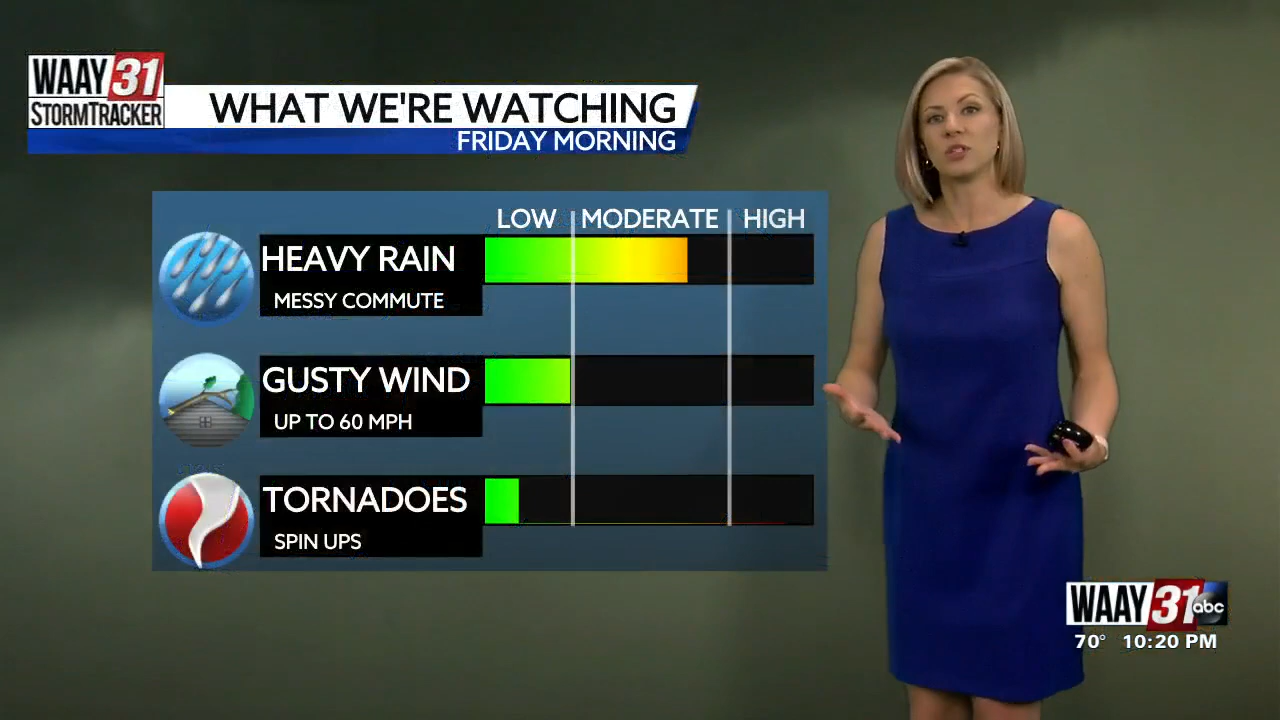 WAAY 31
STORMTRACKER
WHAT WE'RE WATCHING
FRIDAY MORNING
LOW MODERATE HIGH
HEAVY RAIN
MESSY COMMUTE
GUSTY WIND
UP TO 60 MPH
TORNADOES
SPIN UPS
WAAY 31 abc
70° 10:20 PM